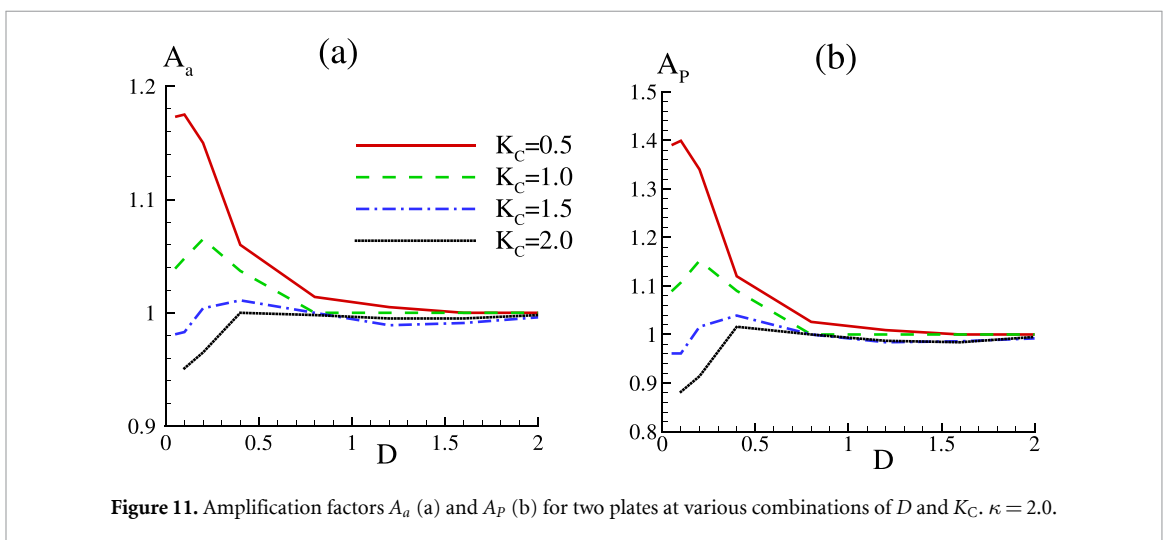 (a)
A_a
1.2
1.1
1
0.9
0
0.5
1
1.5
2
D
K_C=0.5
K_C=1.0
K_C=1.5
K_C=2.0
(b)
A_P
1.5
1.4
1.3
1.2
1.1
1
0.9
0.8
0
0.5
1
1.5
2
D
Figure 11. Amplification factors A_a (a) and A_P (b) for two plates at various combinations of D and K_C. κ = 2.0.